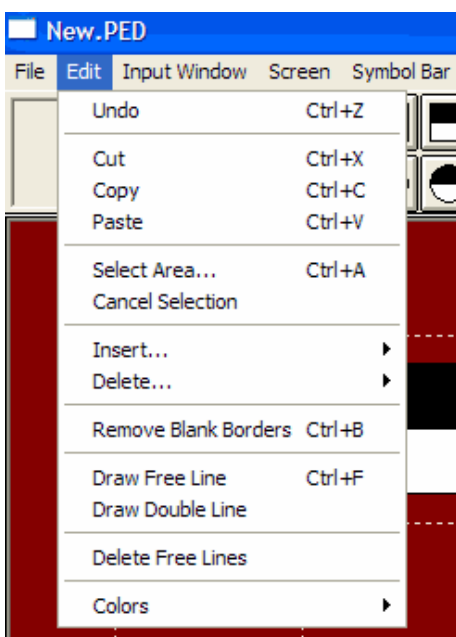 New.PED
File Edit Input Window Screen Symbol Bar
Undo Ctrl+Z
Cut Ctrl+X
Copy Ctrl+C
Paste Ctrl+V
Select Area... Ctrl+A
Cancel Selection
Insert...
Delete...
Remove Blank Borders Ctrl+B
Draw Free Line Ctrl+F
Draw Double Line
Delete Free Lines
Colors